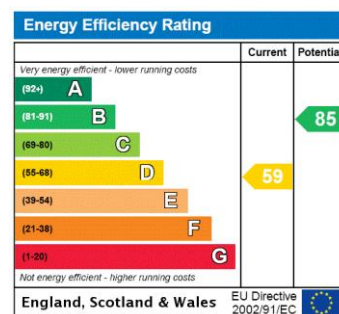 Energy Efficiency Rating
Current Potential
Very energy efficient - lower running costs
(92+) A
(81-91) B
85
(69-80) C
(55-68) D
59
(39-54) E
(21-38) F
(1-20) G
Not energy efficient - higher running costs
England, Scotland & Wales
EU Directive
2002/91/EC